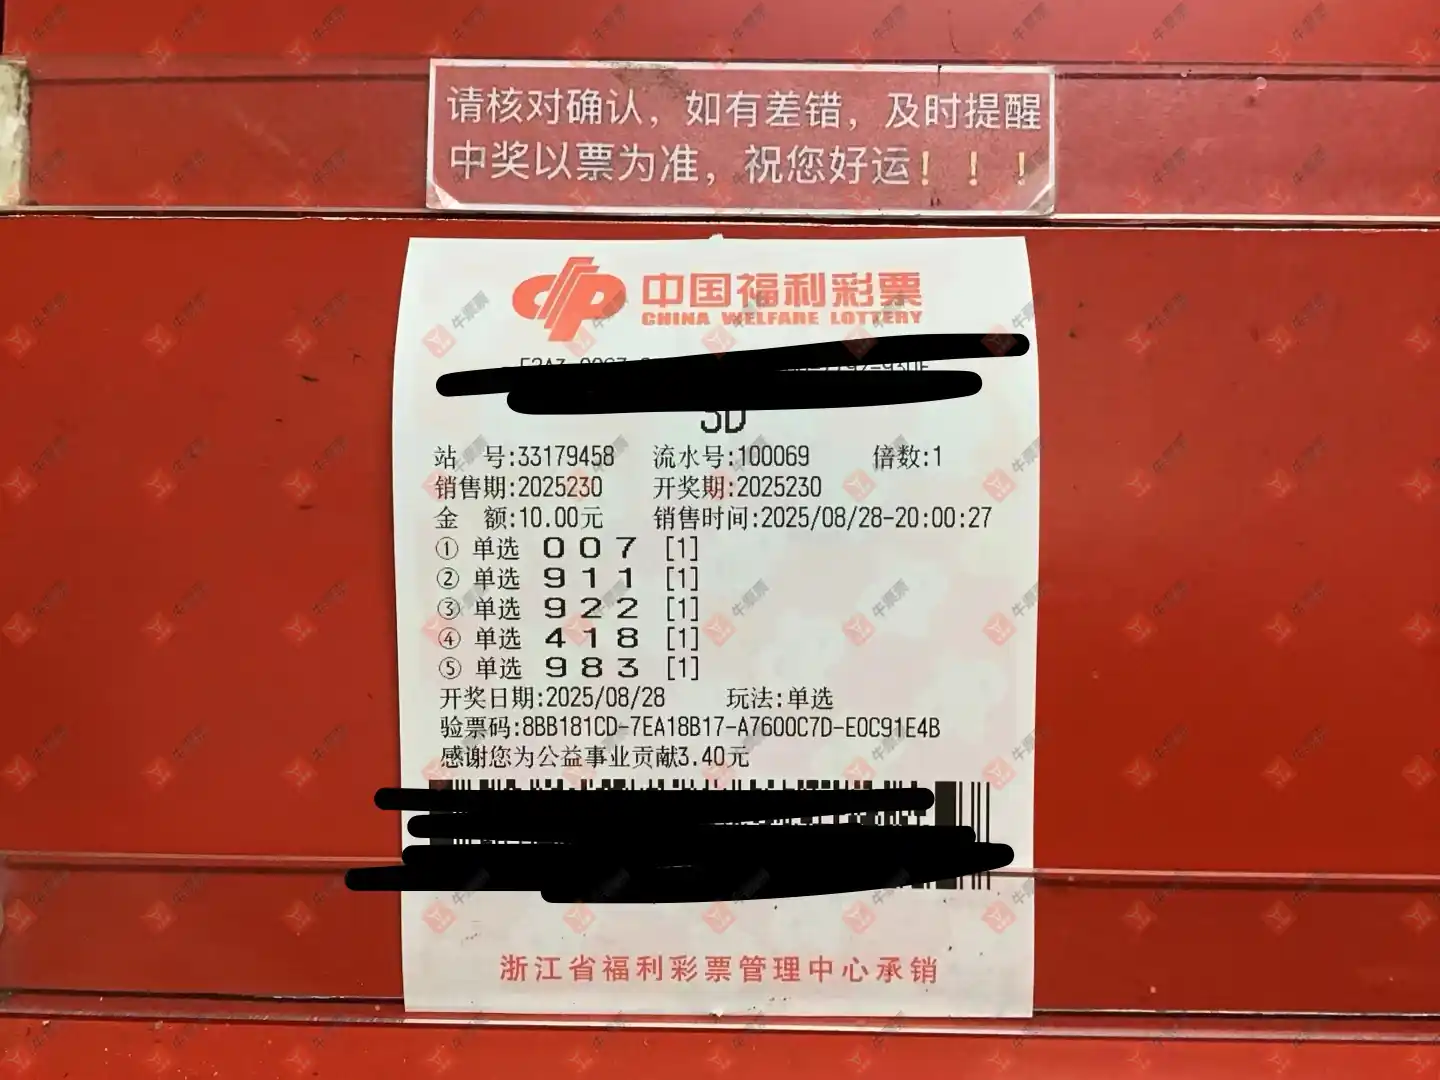 请核对确认，如有差错，及时提醒
中奖以票为准，祝您好运！！！
中国福利彩票
CHINA WELFARE LOTTERY
3D
站 号:33179458 流水号:100069 倍数:1
销售期:2025230 开奖期:2025230
金 额:10.00元 销售时间:2025/08/28-20:00:27
① 单选 0 0 7 [1]
② 单选 9 1 1 [1]
③ 单选 9 2 2 [1]
④ 单选 4 1 8 [1]
⑤ 单选 9 8 3 [1]
开奖日期:2025/08/28 玩法:单选
验票码:8BB181CD-7EA18B17-A7600C7D-E0C91E4B
感谢您为公益事业贡献3.40元
浙江省福利彩票管理中心承销
牛票票